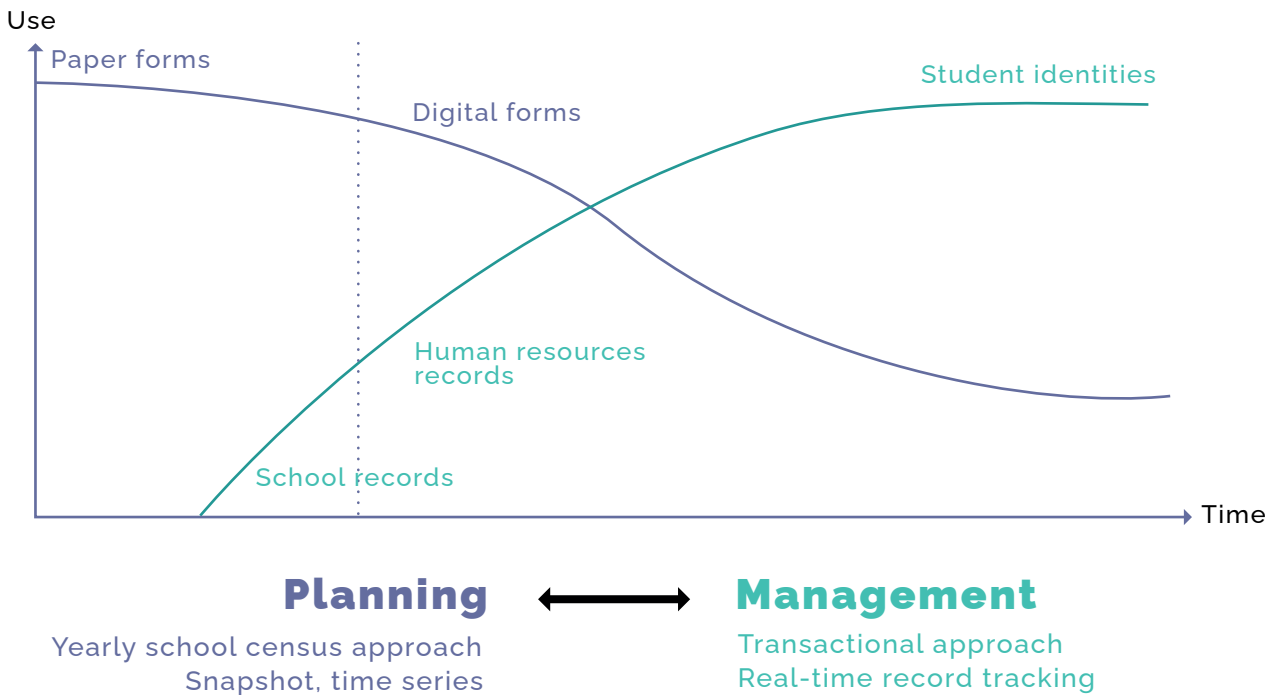 Use
Paper forms
Student identities
Digital forms
Human resources
records
School records
Time
Planning
Management
Yearly school census approach
Snapshot, time series
Transactional approach
Real-time record tracking